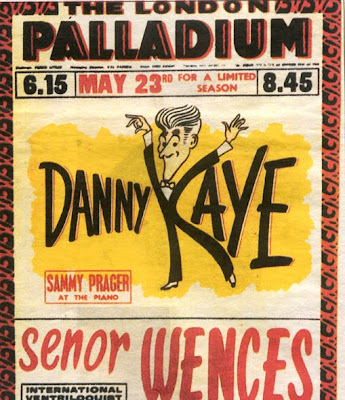 THE LONDON
PALLADIUM
6.15 MAY 23RD FOR A LIMITED SEASON 8.45
DANNY KAYE
SAMMY PRAGER
AT THE PIANO
senor WENCES
INTERNATIONAL
VENTRILOQUIST